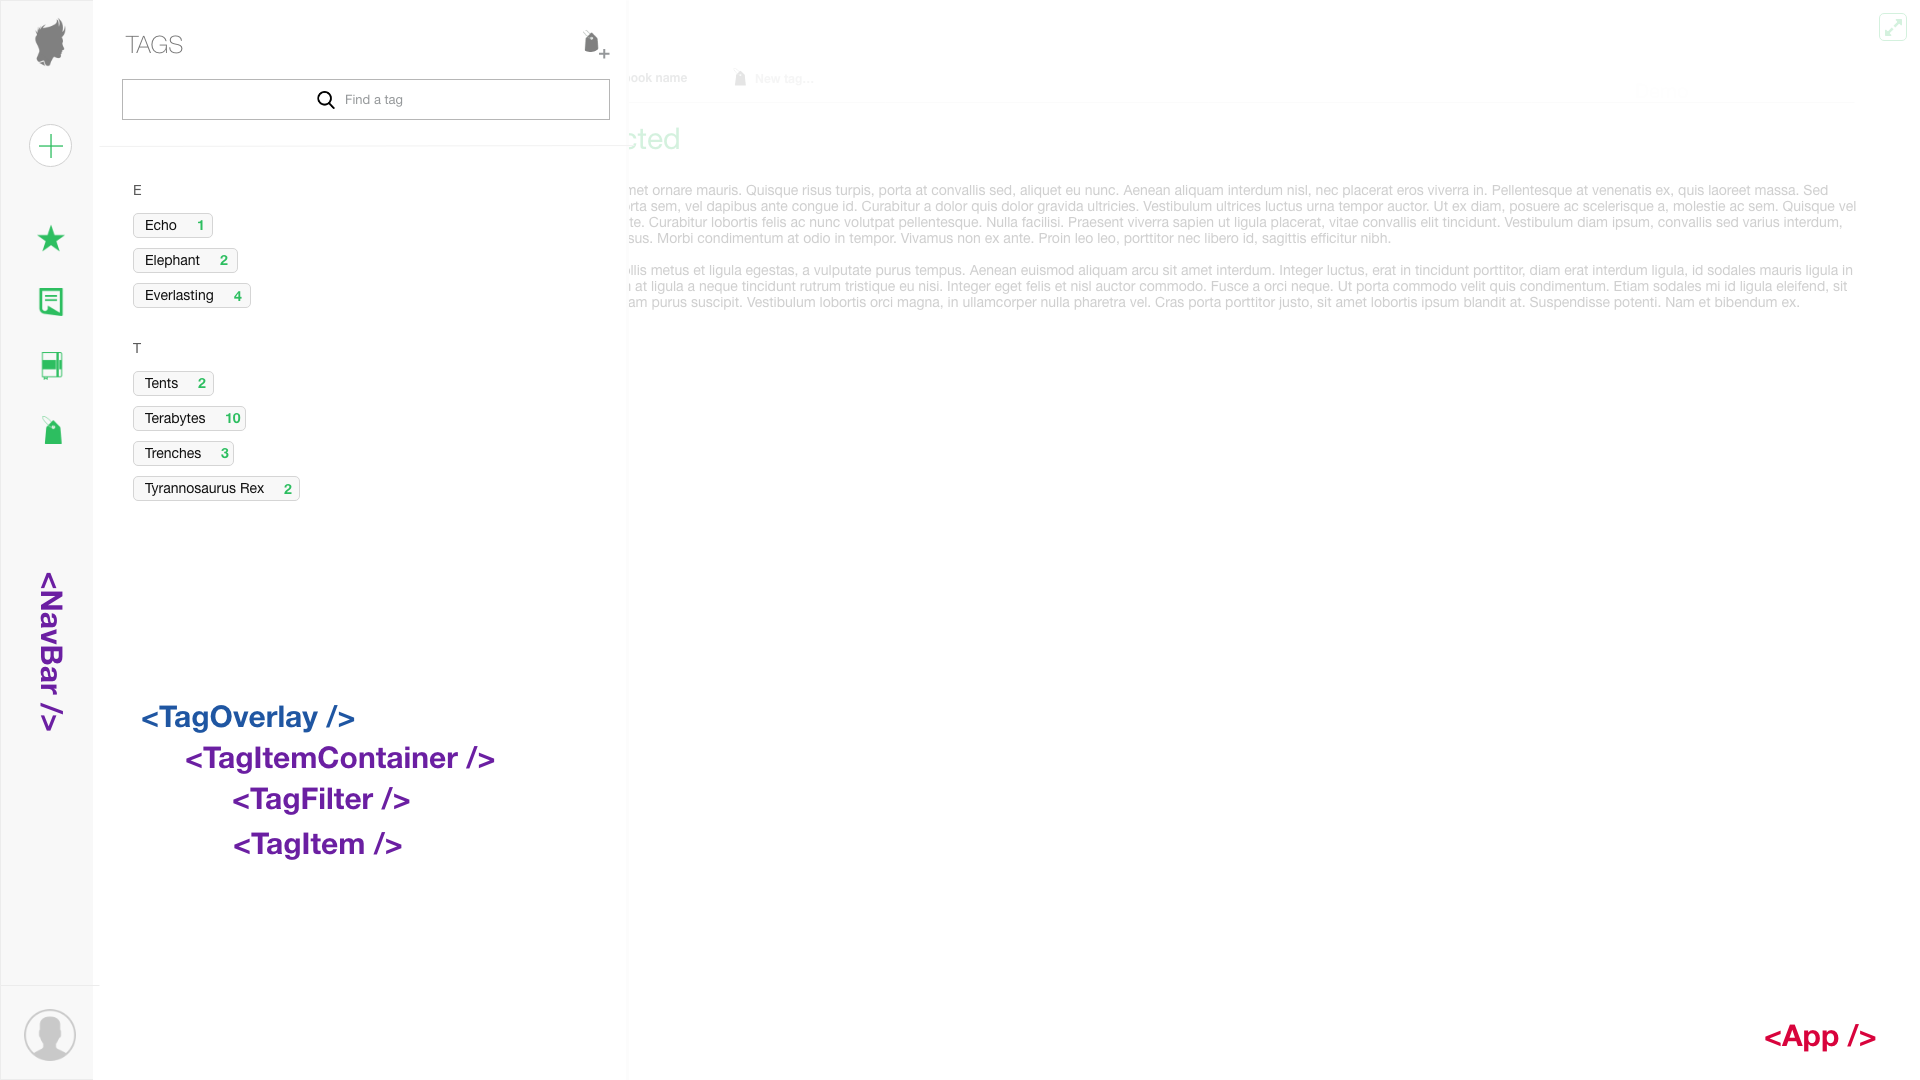 TAGS
Find a tag
E
Echo 1
Elephant 2
Everlasting 4
T
Tents 2
Terabytes 10
Trenches 3
Tyrannosaurus Rex 2
<NavBar />
<TagOverlay />
<TagItemContainer />
<TagFilter />
<TagItem />
book name
New tag...
cted
met ornare mauris. Quisque risus turpis, porta at convallis sed, aliquet eu nunc. Aenean aliquam interdum nisl, nec placerat eros viverra in. Pellentesque at venenatis ex, quis laoreet massa. Sed
rta sem, vel dapibus ante congue id. Curabitur a dolor quis dolor gravida ultricies. Vestibulum ultrices luctus urna tempor auctor. Ut ex diam, posuere ac scelerisque a, molestie ac sem. Quisque vel
te. Curabitur lobortis felis ac nunc volutpat pellentesque. Nulla facilisi. Praesent viverra sapien ut ligula placerat, vitae convallis elit tincidunt. Vestibulum diam ipsum, convallis sed varius interdum,
sus. Morbi condimentum at odio in tempor. Vivamus non ex ante. Proin leo leo, porttitor nec libero id, sagittis efficitur nibh.
llis metus et ligula egestas, a vulputate purus tempus. Aenean euismod aliquam arcu sit amet interdum. Integer luctus, erat in tincidunt porttitor, diam erat interdum ligula, id sodales mauris ligula in
at ligula a neque tincidunt rutrum tristique eu nisi. Integer eget felis et nisl auctor commodo. Fusce a orci neque. Ut porta commodo velit quis condimentum. Etiam sodales mi id ligula eleifend, sit
am purus suscipit. Vestibulum lobortis orci magna, in ullamcorper nulla pharetra vel. Cras porta porttitor justo, sit amet lobortis ipsum blandit at. Suspendisse potenti. Nam et bibendum ex.
<App />